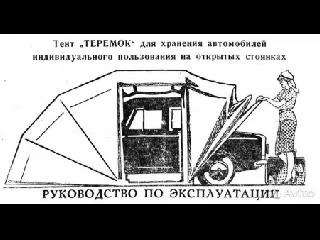 Тент „ТЕРЕМОК“ для хранения автомобилей
индивидуального пользования на открытых стоянках
РУКОВОДСТВО ПО ЭКСПЛУАТАЦИИ